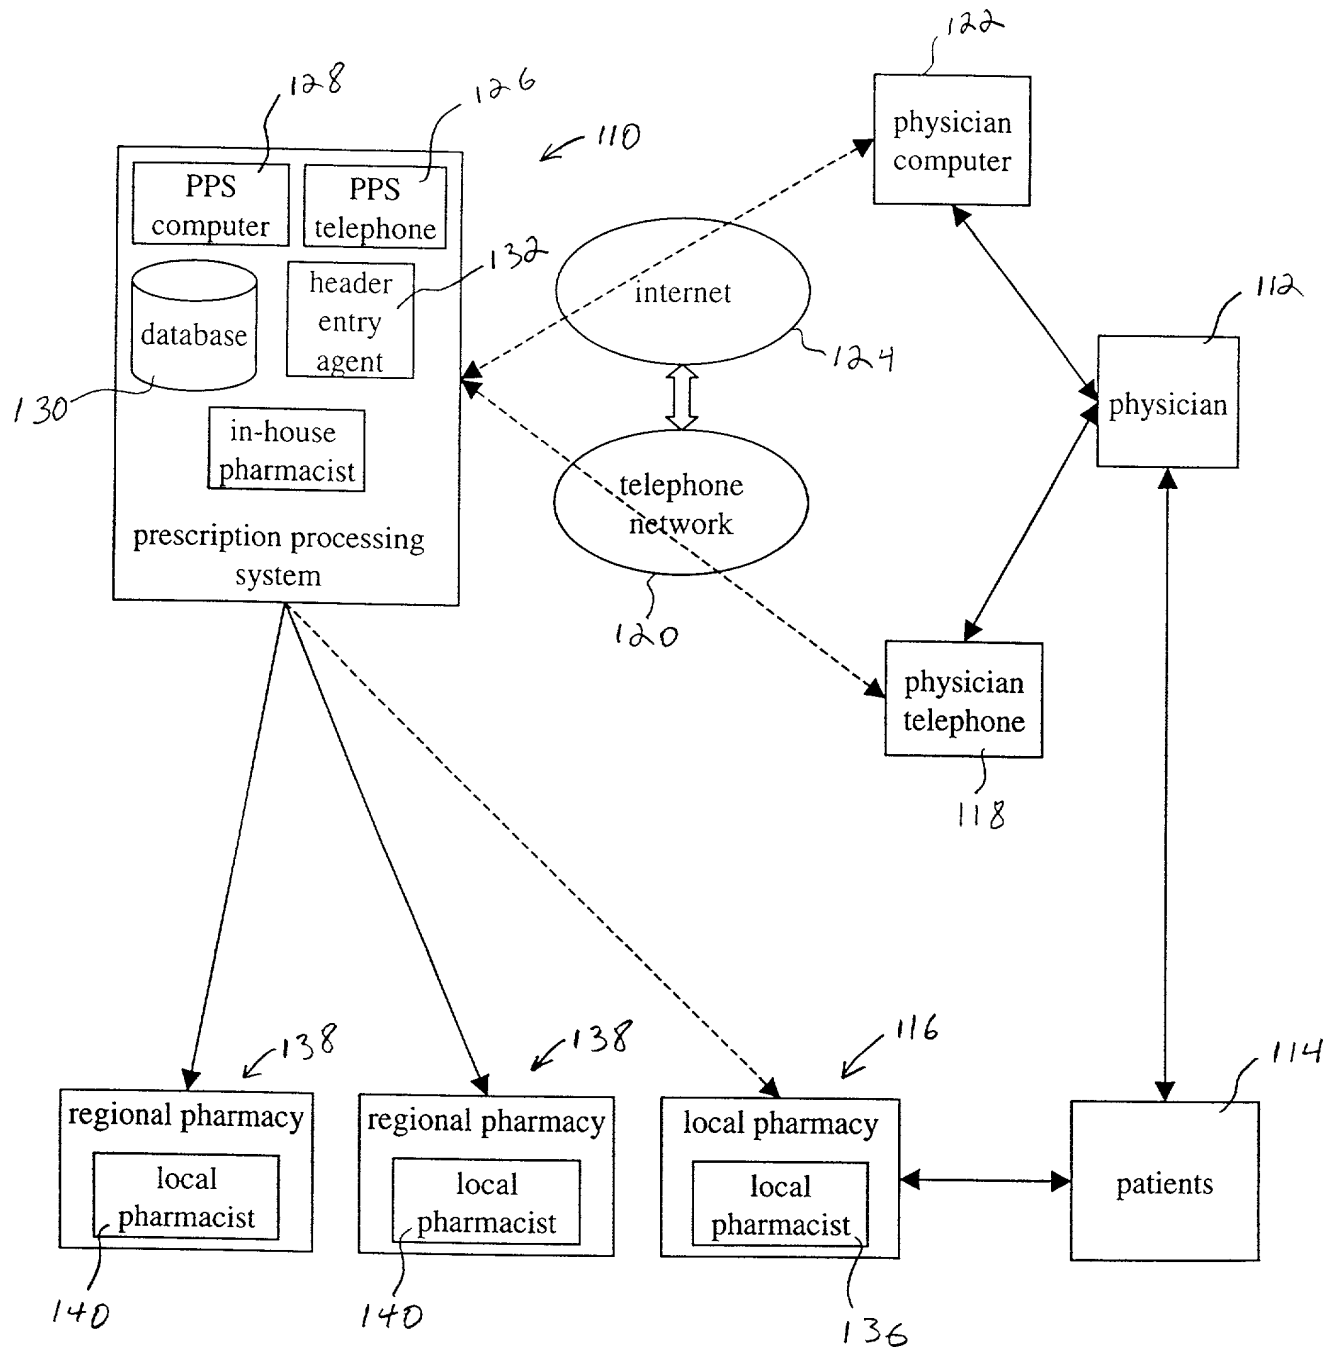 122
128
126
110
physician
computer
PPS
computer
PPS
telephone
132
header
entry
agent
internet
112
database
124
130
physician
in-house
pharmacist
telephone
network
prescription processing
system
120
physician
telephone
118
138
138
116
114
regional pharmacy
local
pharmacist
regional pharmacy
local
pharmacist
local pharmacy
local
pharmacist
patients
140
140
136